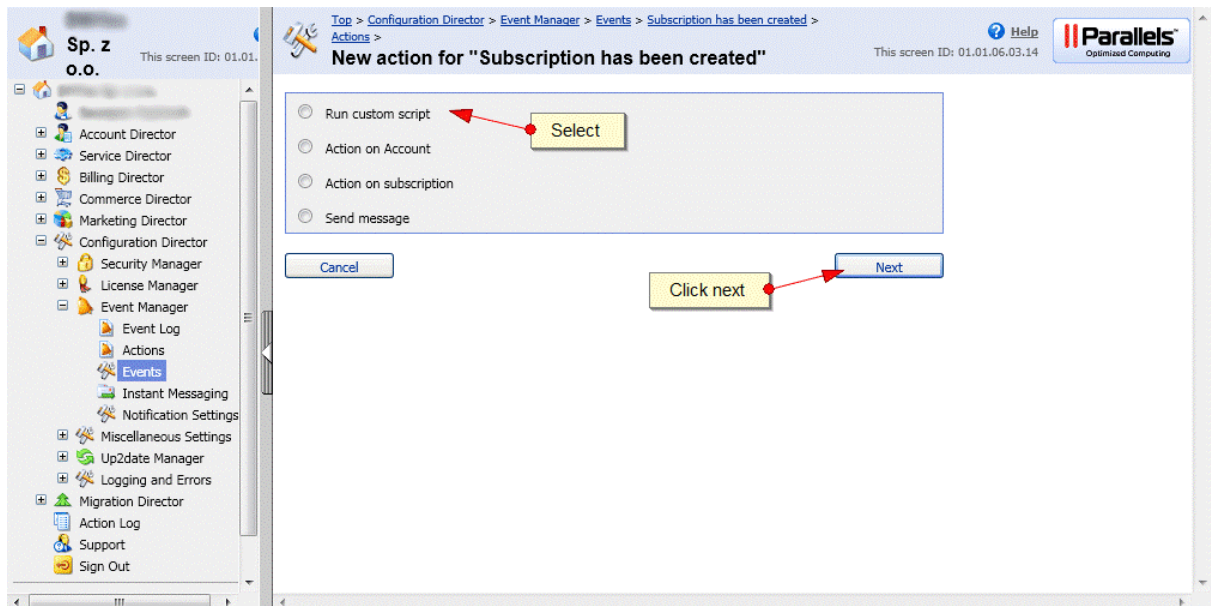 Sp. z
o.o.
This screen ID: 01.01.
Account Director
Service Director
Billing Director
Commerce Director
Marketing Director
Configuration Director
Security Manager
License Manager
Event Manager
Event Log
Actions
Events
Instant Messaging
Notification Settings
Miscellaneous Settings
Up2date Manager
Logging and Errors
Migration Director
Action Log
Support
Sign Out
Top > Configuration Director > Event Manager > Events > Subscription has been created >
Actions >
New action for "Subscription has been created"
Help
This screen ID: 01.01.06.03.14
Parallels™
Optimized Computing
Run custom script
Select
Action on Account
Action on subscription
Send message
Cancel
Next
Click next